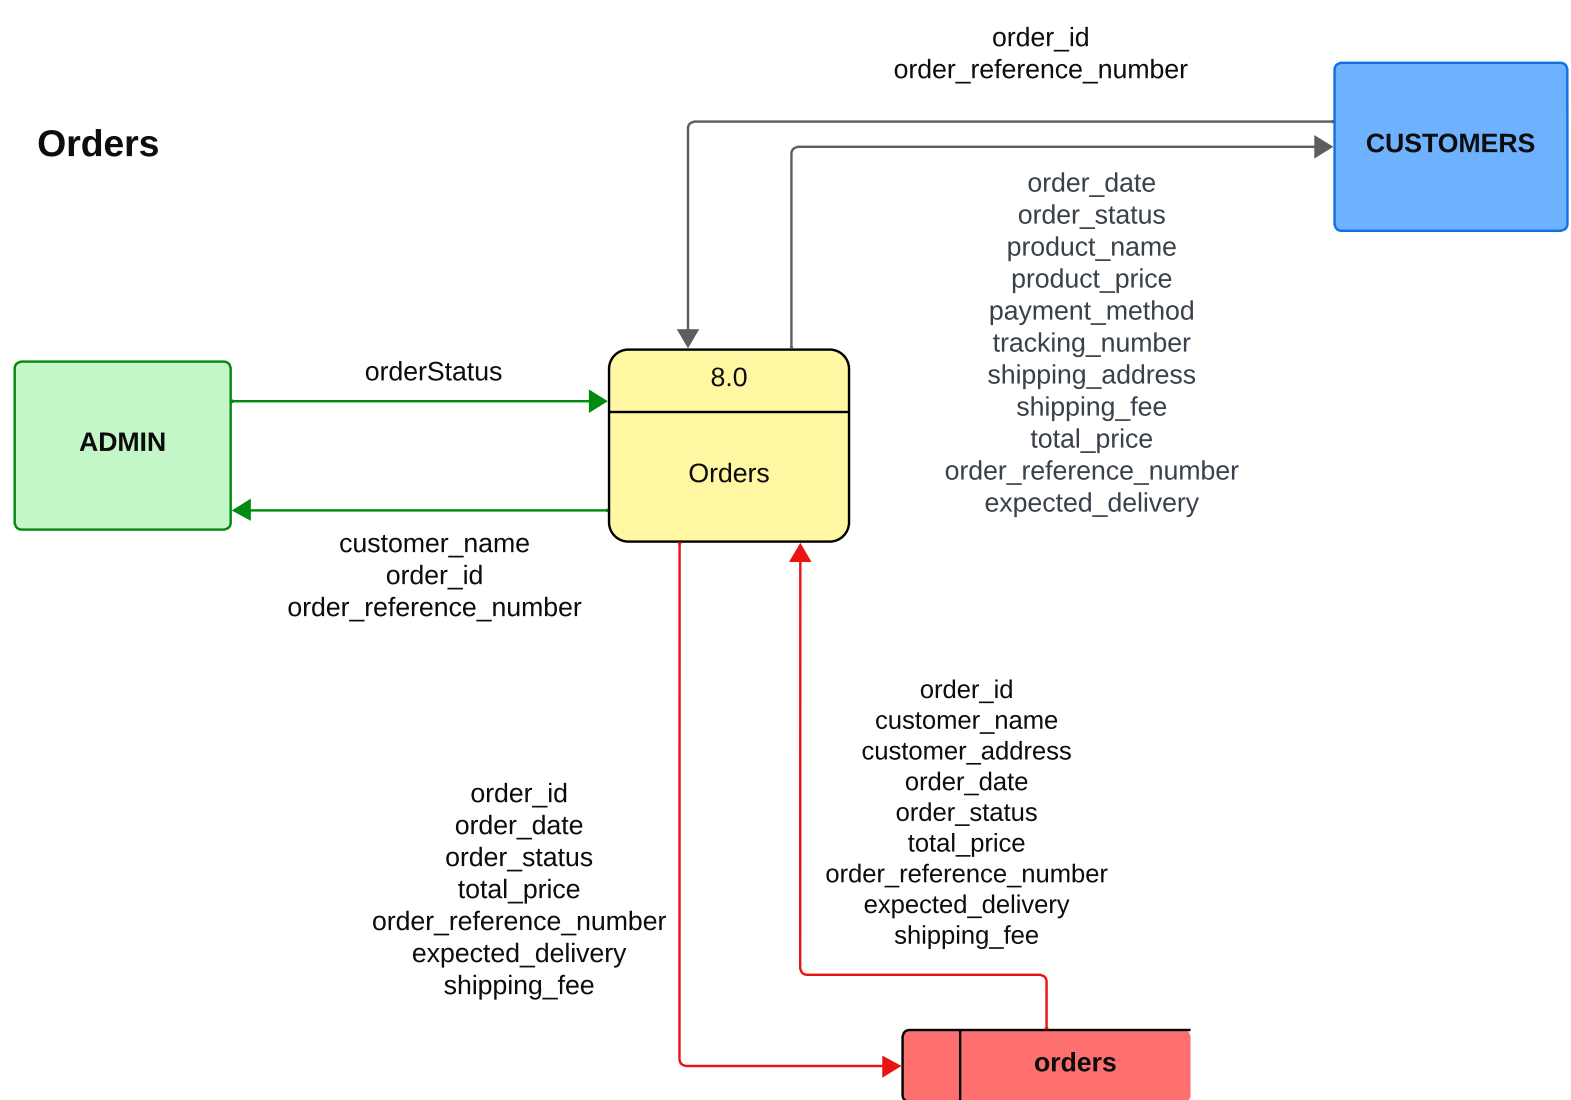 order_id
order_reference_number
Orders
CUSTOMERS
order_date
order_status
product_name
product_price
payment_method
tracking_number
shipping_address
shipping_fee
total_price
order_reference_number
expected_delivery
orderStatus
8.0
ADMIN
Orders
customer_name
order_id
order_reference_number
order_id
customer_name
customer_address
order_date
order_status
total_price
order_reference_number
expected_delivery
shipping_fee
order_id
order_date
order_status
total_price
order_reference_number
expected_delivery
shipping_fee
orders